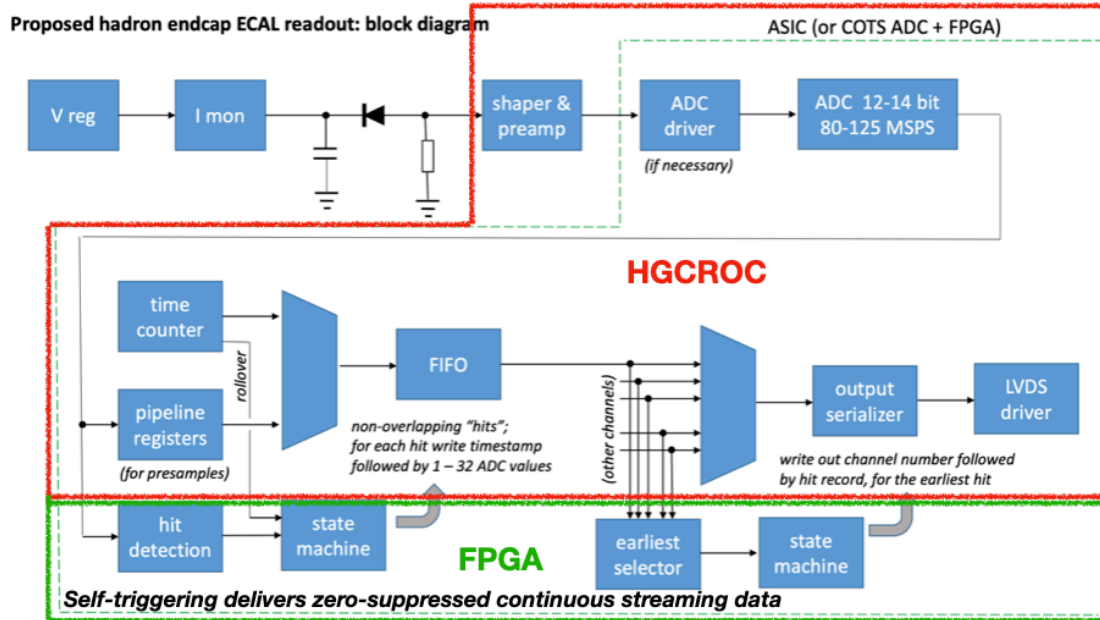 Proposed hadron endcap ECAL readout: block diagram
ASIC (or COTS ADC + FPGA)
V reg
I mon
shaper &
preamp
ADC
driver
(if necessary)
ADC 12-14 bit
80-125 MSPS
HGCROC
time
counter
rollover
pipeline
registers
(for presamples)
FIFO
non-overlapping "hits";
for each hit write timestamp
followed by 1 – 32 ADC values
(other channels)
output
serializer
LVDS
driver
write out channel number followed
by hit record, for the earliest hit
hit
detection
state
machine
FPGA
earliest
selector
state
machine
Self-triggering delivers zero-suppressed continuous streaming data